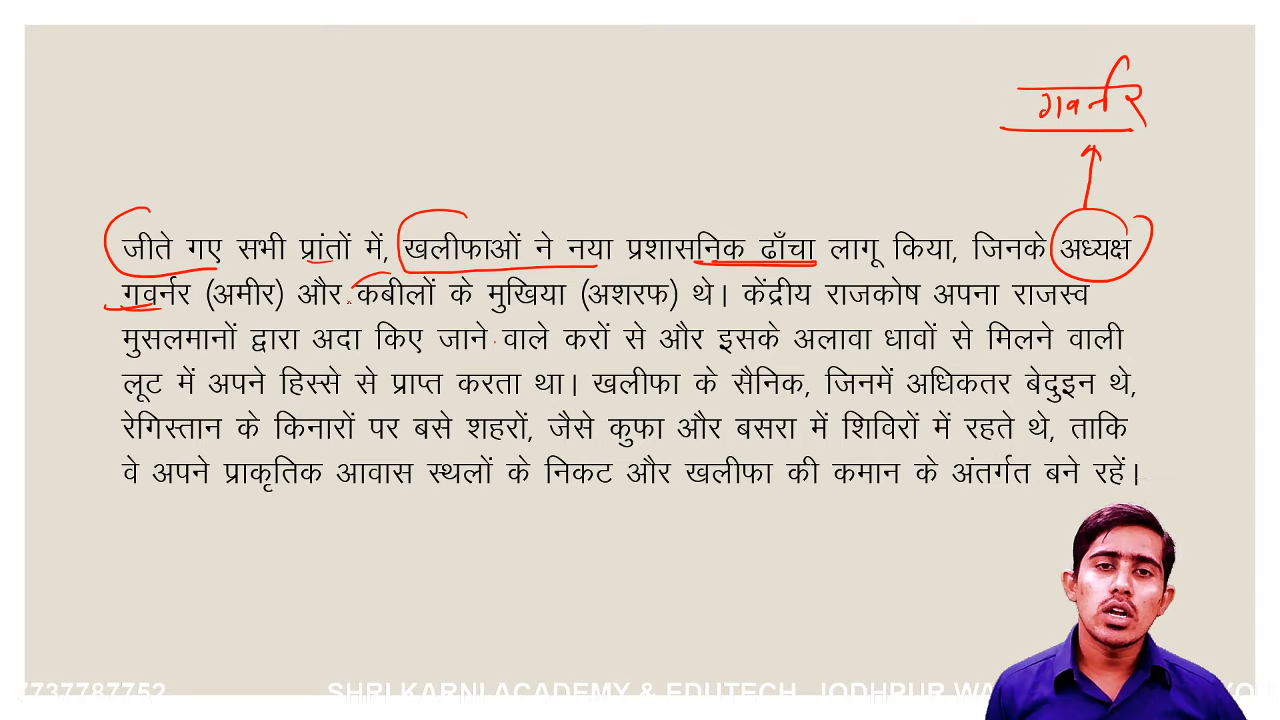 गवर्नर
जीते गए सभी प्रांतों में, खलीफाओं ने नया प्रशासनिक ढाँचा लागू किया, जिनके अध्यक्ष
गवर्नर (अमीर) और कबीलों के मुखिया (अशरफ) थे। केंद्रीय राजकोष अपना राजस्व
मुसलमानों द्वारा अदा किए जाने वाले करों से और इसके अलावा धावों से मिलने वाली
लूट में अपने हिस्से से प्राप्त करता था। खलीफा के सैनिक, जिनमें अधिकतर बेदुइन थे,
रेगिस्तान के किनारों पर बसे शहरों, जैसे कुफा और बसरा में शिविरों में रहते थे, ताकि
वे अपने प्राकृतिक आवास स्थलों के निकट और खलीफा की कमान के अंतर्गत बने रहें।
7737787752 SHRI KARNI ACADEMY & EDUTECH, JODHPUR